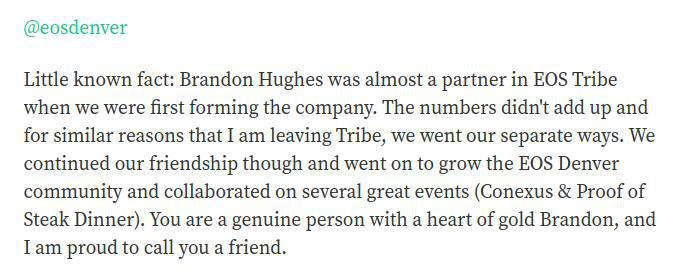 @eosdenver
Little known fact: Brandon Hughes was almost a partner in EOS Tribe
when we were first forming the company. The numbers didn't add up and
for similar reasons that I am leaving Tribe, we went our separate ways. We
continued our friendship though and went on to grow the EOS Denver
community and collaborated on several great events (Conexus & Proof of
Steak Dinner). You are a genuine person with a heart of gold Brandon, and
I am proud to call you a friend.